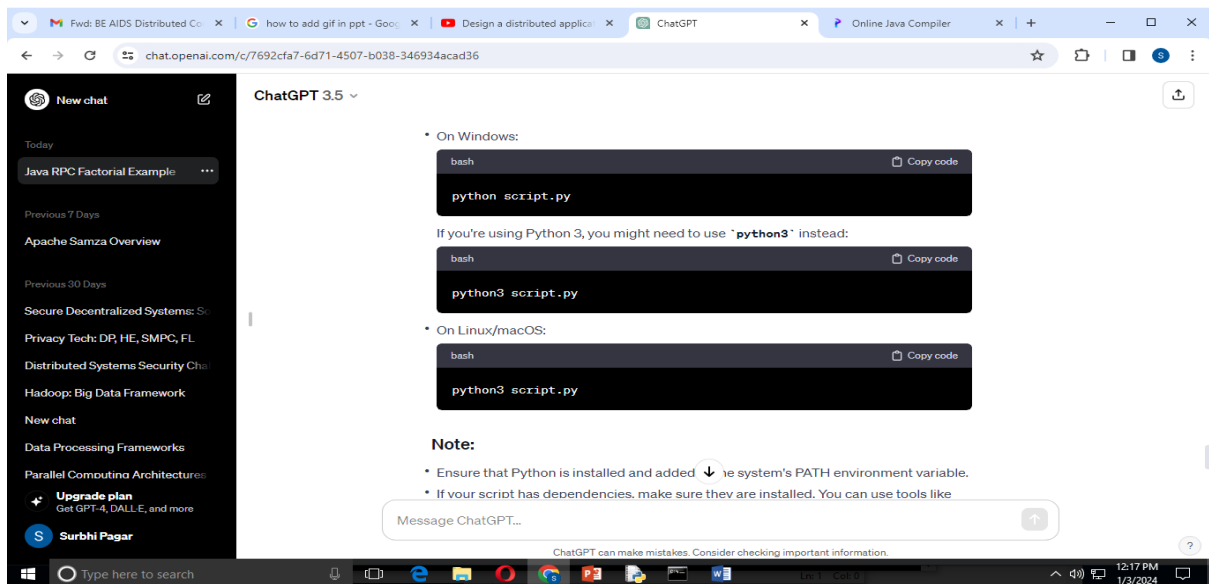 Fwd: BE AIDS Distributed Co
how to add gif in ppt - Goog
Design a distributed applicat
ChatGPT
Online Java Compiler
chat.openai.com/c/7692cfa7-6d71-4507-b038-346934acad36
S
New chat
ChatGPT 3.5
Today
Java RPC Factorial Example
Previous 7 Days
Apache Samza Overview
Previous 30 Days
Secure Decentralized Systems: Se
Privacy Tech: DP, HE, SMPC, FL
Distributed Systems Security Chal
Hadoop: Big Data Framework
New chat
Data Processing Frameworks
Parallel Computing Architectures
Upgrade plan
Get GPT-4, DALL·E, and more
S
Surbhi Pagar
• On Windows:
bash
Copy code
python script.py
If you're using Python 3, you might need to use `python3` instead:
bash
Copy code
python3 script.py
• On Linux/macOS:
bash
Copy code
python3 script.py
Note:
• Ensure that Python is installed and added system's PATH environment variable.
• If your script has dependencies, make sure they are installed. You can use tools like
Message ChatGPT...
ChatGPT can make mistakes. Consider checking important information.
?
Type here to search
Ln: 1 Col: 0
12:17 PM
1/3/2024